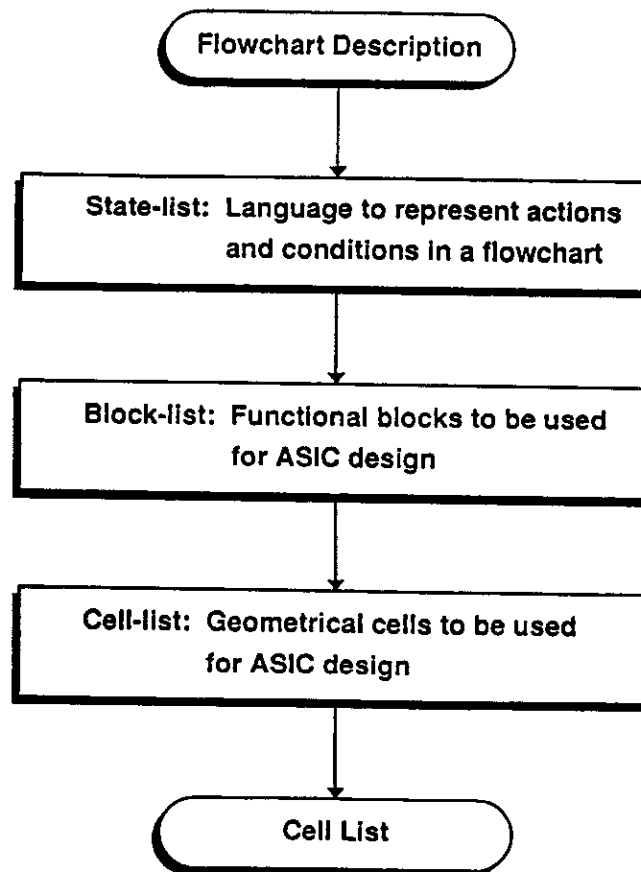 Flowchart Description
State-list: Language to represent actions
and conditions in a flowchart
Block-list: Functional blocks to be used
for ASIC design
Cell-list: Geometrical cells to be used
for ASIC design
Cell List